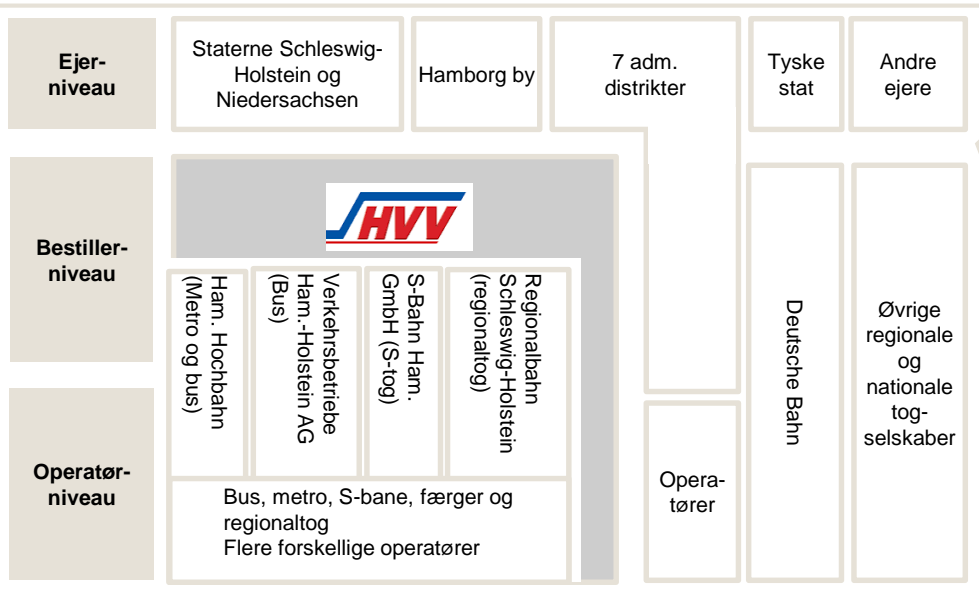 Ejer-
niveau
Staterne Schleswig-
Holstein og
Niedersachsen
Hamborg by
7 adm.
distrikter
Tyske
stat
Andre
ejere
Bestiller-
niveau
HVV
Ham. Hochbahn
(Metro og bus)
Verkehrsbetriebe
Ham.-Holstein AG
(Bus)
S-Bahn Ham.
GmbH (S-tog)
Regionalbahn
Schleswig-Holstein
(regionaltog)
Deutsche Bahn
Øvrige
regionale
og
nationale
tog-
selskaber
Operatør-
niveau
Bus, metro, S-bane, færger og
regionaltog
Flere forskellige operatører
Opera-
tører